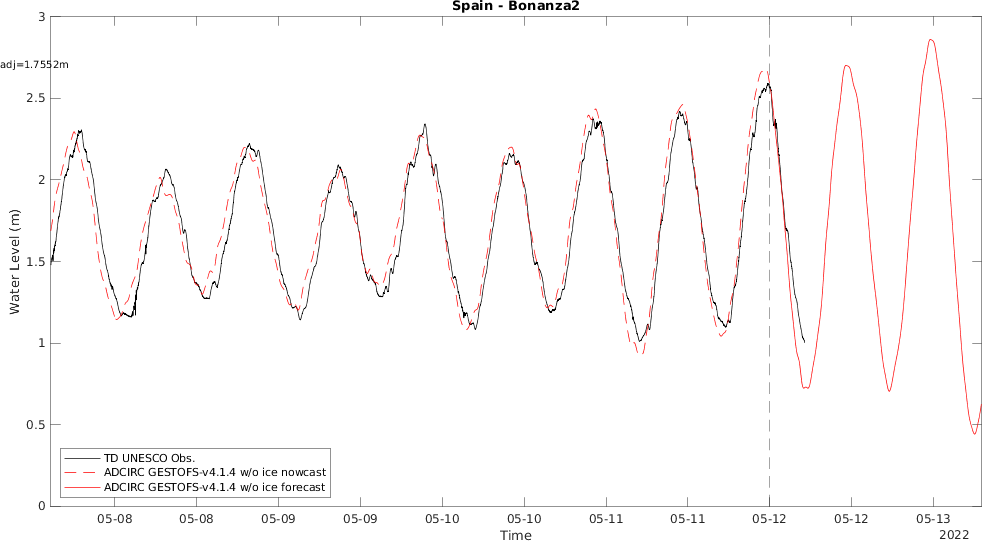 Spain - Bonanza2
adj=1.7552m
3
2.5
2
1.5
1
0.5
0
Water Level (m)
TD UNESCO Obs.
ADCIRC GESTOFS-v4.1.4 w/o ice nowcast
ADCIRC GESTOFS-v4.1.4 w/o ice forecast
05-08 05-08 05-09 05-09 05-10 05-10 05-11 05-11 05-12 05-12 05-13
Time
2022